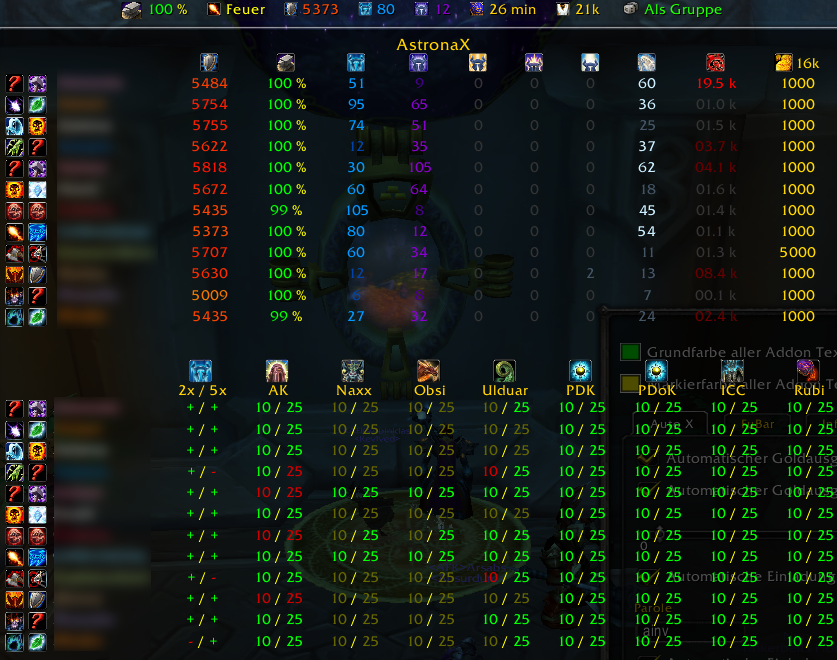 100 % Feuer 5373 80 12 26 min 21k Als Gruppe
AstronaX
16k
5484 100 % 51 9 0 0 0 60 19.5 k 1000
5754 100 % 95 65 0 0 0 36 01.0 k 1000
5755 100 % 74 51 0 0 0 25 01.5 k 1000
5622 100 % 12 35 0 0 0 37 03.7 k 1000
5818 100 % 30 105 0 0 0 62 04.1 k 1000
5672 100 % 60 64 0 0 0 18 01.6 k 1000
5435 99 % 105 8 0 0 0 45 01.4 k 1000
5373 100 % 80 12 0 0 0 54 01.1 k 1000
5707 100 % 60 34 0 0 0 11 01.3 k 5000
5630 100 % 12 17 0 0 2 13 08.4 k 1000
5009 100 % 0 0 0 7 00.1 k 1000
5435 99 % 27 32 0 0 0 24 02.4 k 1000
Grundfarbe aller Addon Tex
2x / 5x AK Naxx Obsi Ulduar PDK PDoK ICC Rubi
Markierfarbe aller Addon Te
+ / + 10 / 25 10 / 25 10 / 25 10 / 25 10 / 25 10 / 25 10 / 25 10 / 25
Auto X Bar
+ / + 10 / 25 10 / 25 10 / 25 10 / 25 10 / 25 10 / 25 10 / 25 10 / 25
+ / + 10 / 25 10 / 25 10 / 25 10 / 25 10 / 25 10 / 25 10 / 25 10 / 25
Automatischer Goldausg
+ / - 10 / 25 10 / 25 10 / 25 10 / 25 10 / 25 10 / 25 10 / 25 10 / 25
+ / + 10 / 25 10 / 25 10 / 25 10 / 25 10 / 25 10 / 25 10 / 25 10 / 25
Automatischer Goldausg
+ / + 10 / 25 10 / 25 10 / 25 10 / 25 10 / 25 10 / 25 10 / 25 10 / 25
+ / + 10 / 25 10 / 25 10 / 25 10 / 25 10 / 25 10 / 25 10 / 25 10 / 25
0
+ / + 10 / 25 10 / 25 10 / 25 10 / 25 10 / 25 10 / 25 10 / 25 10 / 25
+ / - 10 / 25 10 / 25 10 / 25 10 / 25 10 / 25 10 / 25 10 / 25 10 / 25
Automatische Einladung
+ / + 10 / 25 10 / 25 10 / 25 10 / 25 10 / 25 10 / 25 10 / 25 10 / 25
Parole
+ / + 10 / 25 10 / 25 10 / 25 10 / 25 10 / 25 10 / 25 10 / 25 10 / 25
ainv
- / + 10 / 25 10 / 25 10 / 25 10 / 25 10 / 25 10 / 25 10 / 25 10 / 25